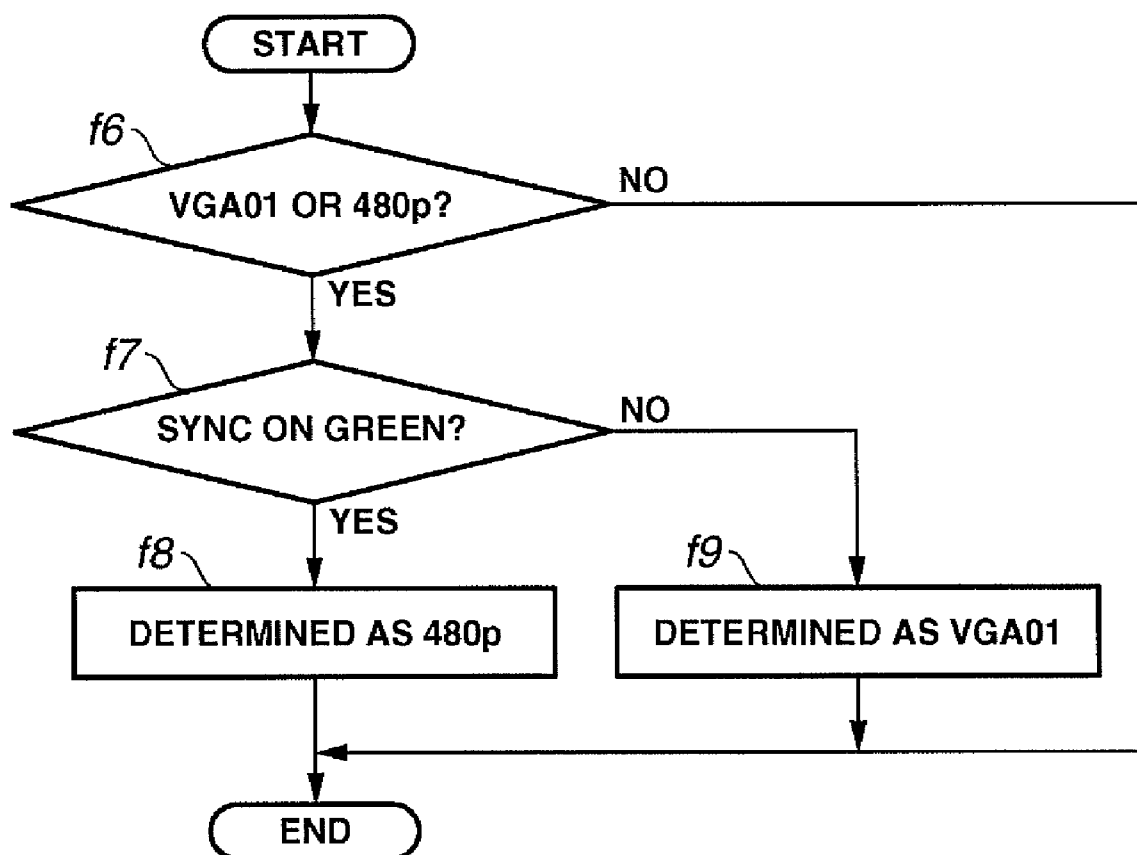 START
f6
VGA01 OR 480p?
NO
YES
f7
SYNC ON GREEN?
NO
YES
f8
DETERMINED AS 480p
f9
DETERMINED AS VGA01
END